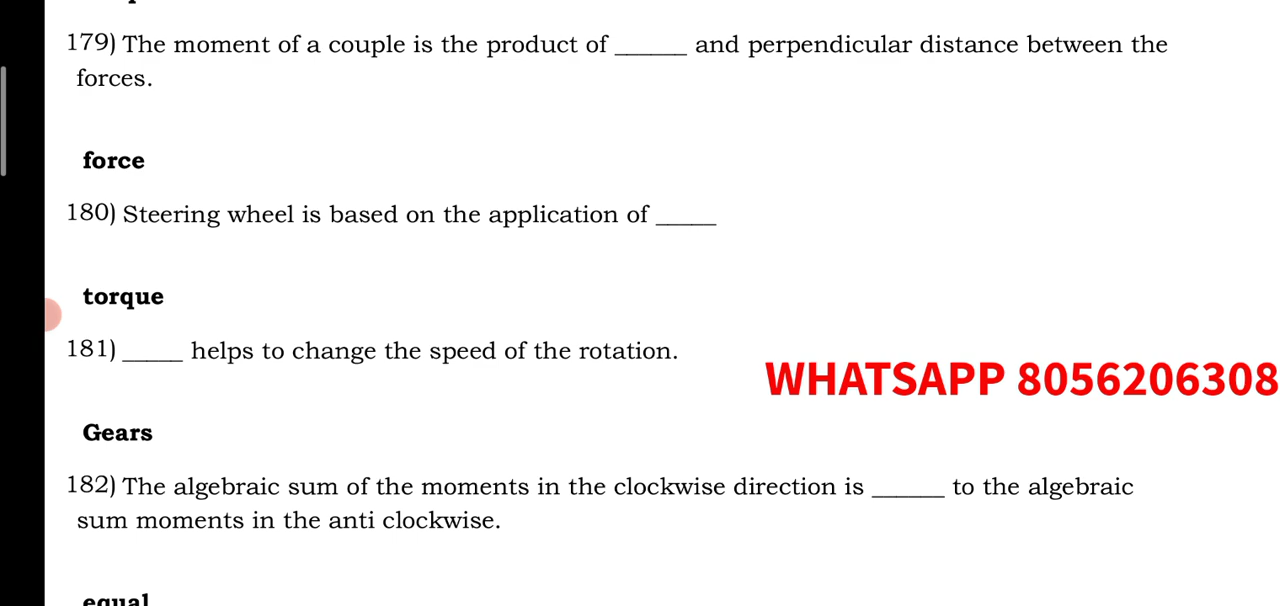 179) The moment of a couple is the product of ______ and perpendicular distance between the
forces.
force
180) Steering wheel is based on the application of _____
torque
181) _____ helps to change the speed of the rotation.
WHATSAPP 8056206308
Gears
182) The algebraic sum of the moments in the clockwise direction is ______ to the algebraic
sum moments in the anti clockwise.
equal